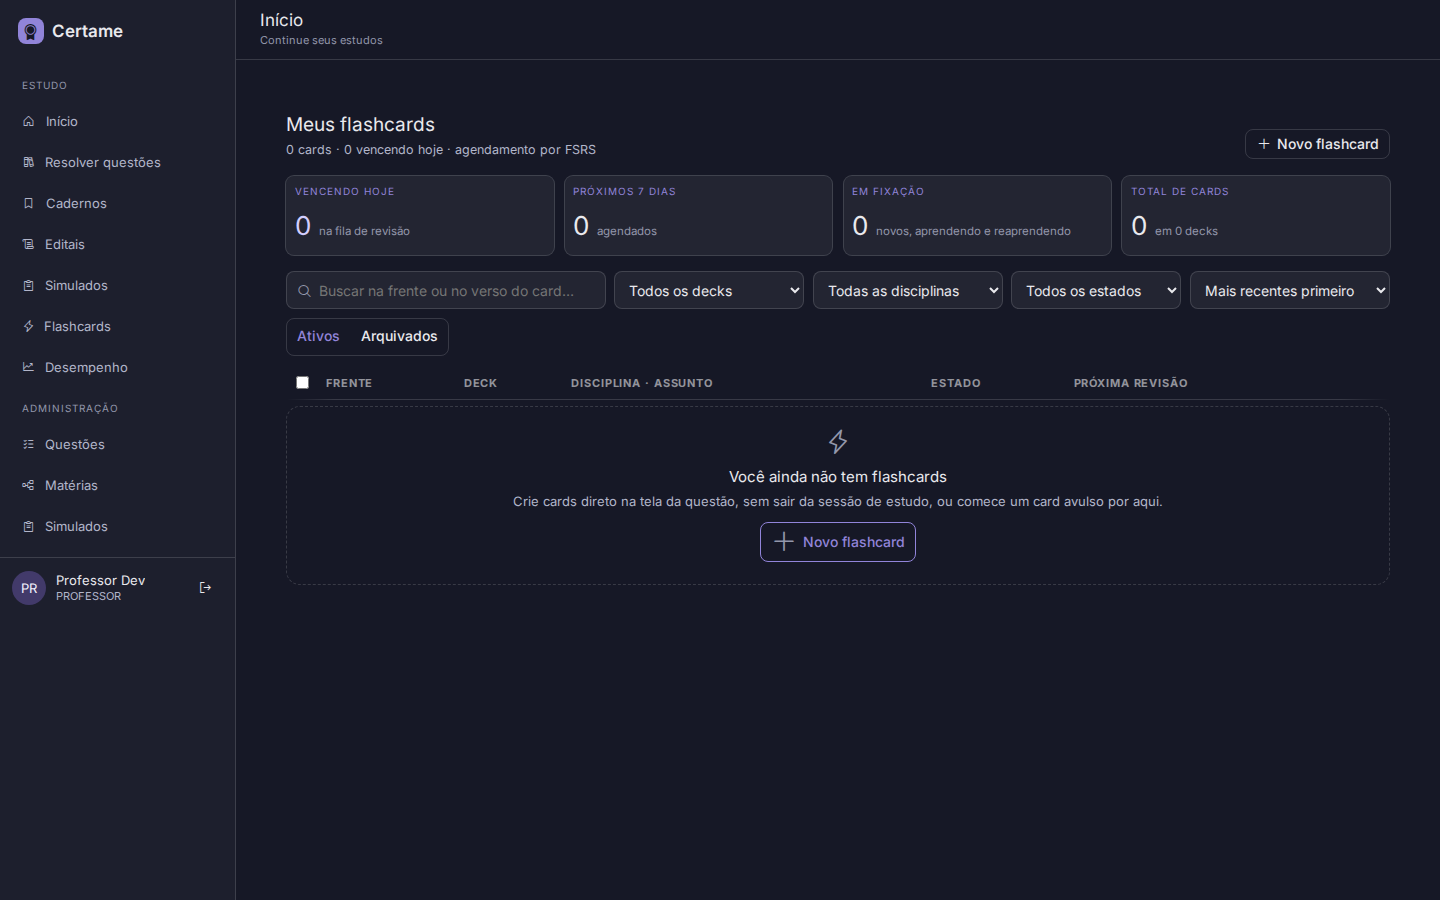 Certame
ESTUDO
Início
Resolver questões
Cadernos
Editais
Simulados
Flashcards
Desempenho
ADMINISTRAÇÃO
Questões
Matérias
Simulados
PR
Professor Dev
PROFESSOR
Início
Continue seus estudos
Meus flashcards
0 cards · 0 vencendo hoje · agendamento por FSRS
Novo flashcard
VENCENDO HOJE
0 na fila de revisão
PRÓXIMOS 7 DIAS
0 agendados
EM FIXAÇÃO
0 novos, aprendendo e reaprendendo
TOTAL DE CARDS
0 em 0 decks
Buscar na frente ou no verso do card...
Todos os decks
Todas as disciplinas
Todos os estados
Mais recentes primeiro
Ativos Arquivados
FRENTE DECK DISCIPLINA · ASSUNTO ESTADO PRÓXIMA REVISÃO
Você ainda não tem flashcards
Crie cards direto na tela da questão, sem sair da sessão de estudo, ou comece um card avulso por aqui.
Novo flashcard